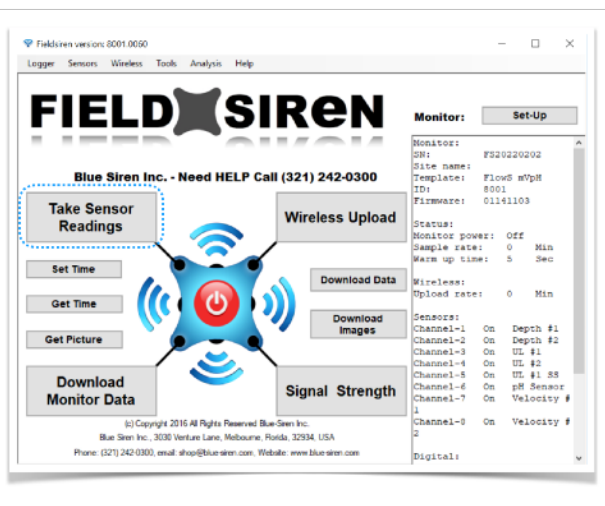 Fieldsiren version: 8001.0060
Logger Sensors Wireless Tools Analysis Help
FIELD SIReN
Blue Siren Inc. - Need HELP Call (321) 242-0300
Take Sensor
Readings
Wireless Upload
Set Time
Get Time
Get Picture
Download Data
Download
Images
Download
Monitor Data
Signal Strength
(c) Copyright 2016 All Rights Reserved Blue-Siren Inc.
Blue Siren Inc., 3030 Venture Lane, Melbourne, Florida, 32934, USA
Phone: (321) 242-0300, email: shop@blue-siren.com, Website: www.blue-siren.com
Monitor: Set-Up
Monitor:
SN: FS20220202
Site name:
Template: FlowS mVpH
ID: 8001
Firmware: 01141103
Status:
Monitor power: Off
Sample rate: 0 Min
Warm up time: 5 Sec
Wireless:
Upload rate: 0 Min
Sensors:
Channel-1 On Depth #1
Channel-2 On Depth #2
Channel-3 On UL #1
Channel-4 On UL #2
Channel-5 On UL #1 SS
Channel-6 On pH Sensor
Channel-7 On Velocity #
1
Channel-8 On Velocity #
2
Digital: